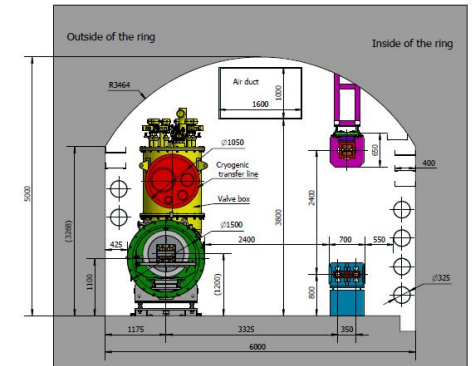 Outside of the ring
Inside of the ring
R3464
Air duct
1000
1600
Ø1050
Cryogenic
transfer line
Valve box
Ø1500
650
400
5000
(3260)
3800
2400
425
2400
700
550
1100
(1200)
800
Ø325
1175
3325
350
6000